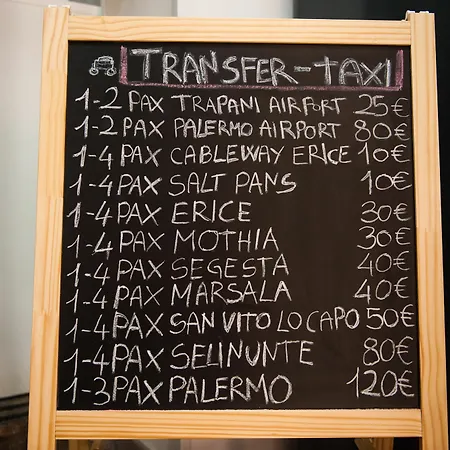 TRANSFER-TAXI
1-2 PAX TRAPANI AIRPORT 25€
1-2 PAX PALERMO AIRPORT 80€
1-4 PAX CABLEWAY ERICE 10€
1-4 PAX SALT PANS 10€
1-4 PAX ERICE 30€
1-4 PAX MOTHIA 30€
1-4 PAX SEGESTA 40€
1-4 PAX MARSALA 40€
1-4 PAX SAN VITO LO CAPO 50€
1-4 PAX SELINUNTE 80€
1-3 PAX PALERMO 120€